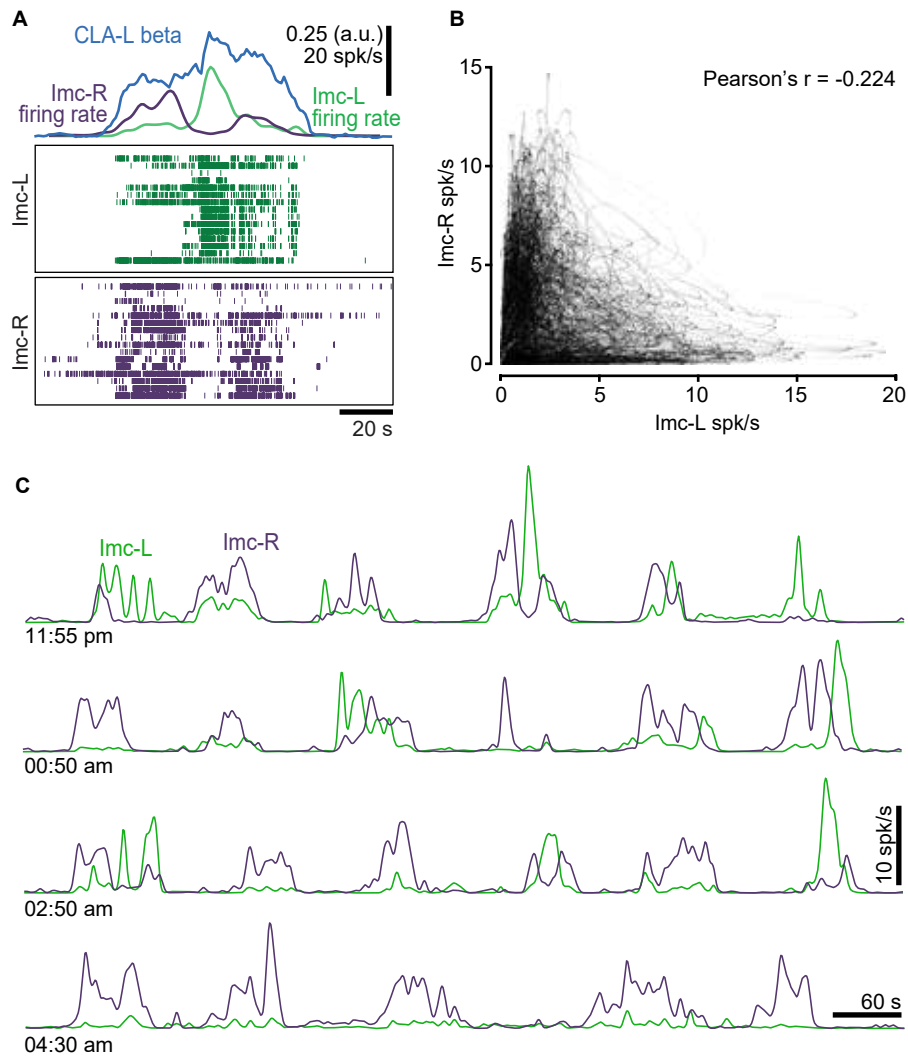 A
CLA-L beta
0.25 (a.u.)
20 spk/s
Imc-R
firing rate
Imc-L
firing rate
Imc-L
Imc-R
20 s
B
Pearson's r = -0.224
15
10
5
0
Imc-R spk/s
0 5 10 15 20
Imc-L spk/s
C
Imc-L Imc-R
11:55 pm
00:50 am
10 spk/s
02:50 am
60 s
04:30 am